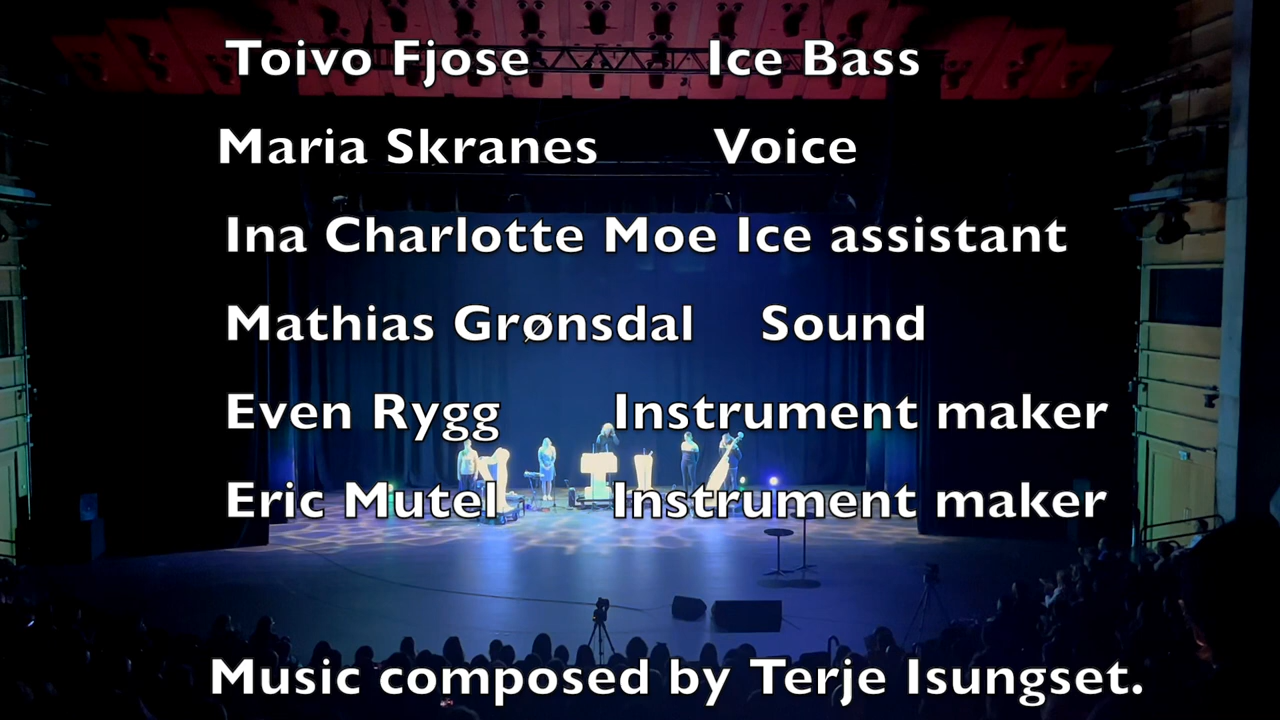 Toivo Fjose Ice Bass
Maria Skranes Voice
Ina Charlotte Moe Ice assistant
Mathias Grønsdal Sound
Even Rygg Instrument maker
Eric Mutel Instrument maker
Music composed by Terje Isungset.